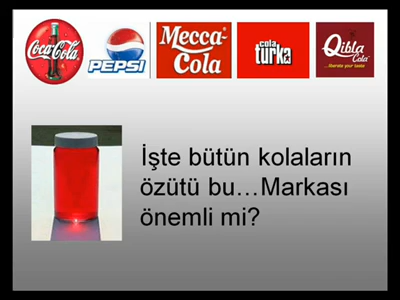 Coca-Cola
PEPSI
Mecca-
Cola
cola
turka
Qibla
Cola
İşte bütün kolaların
özütü bu…Markası
önemli mi?